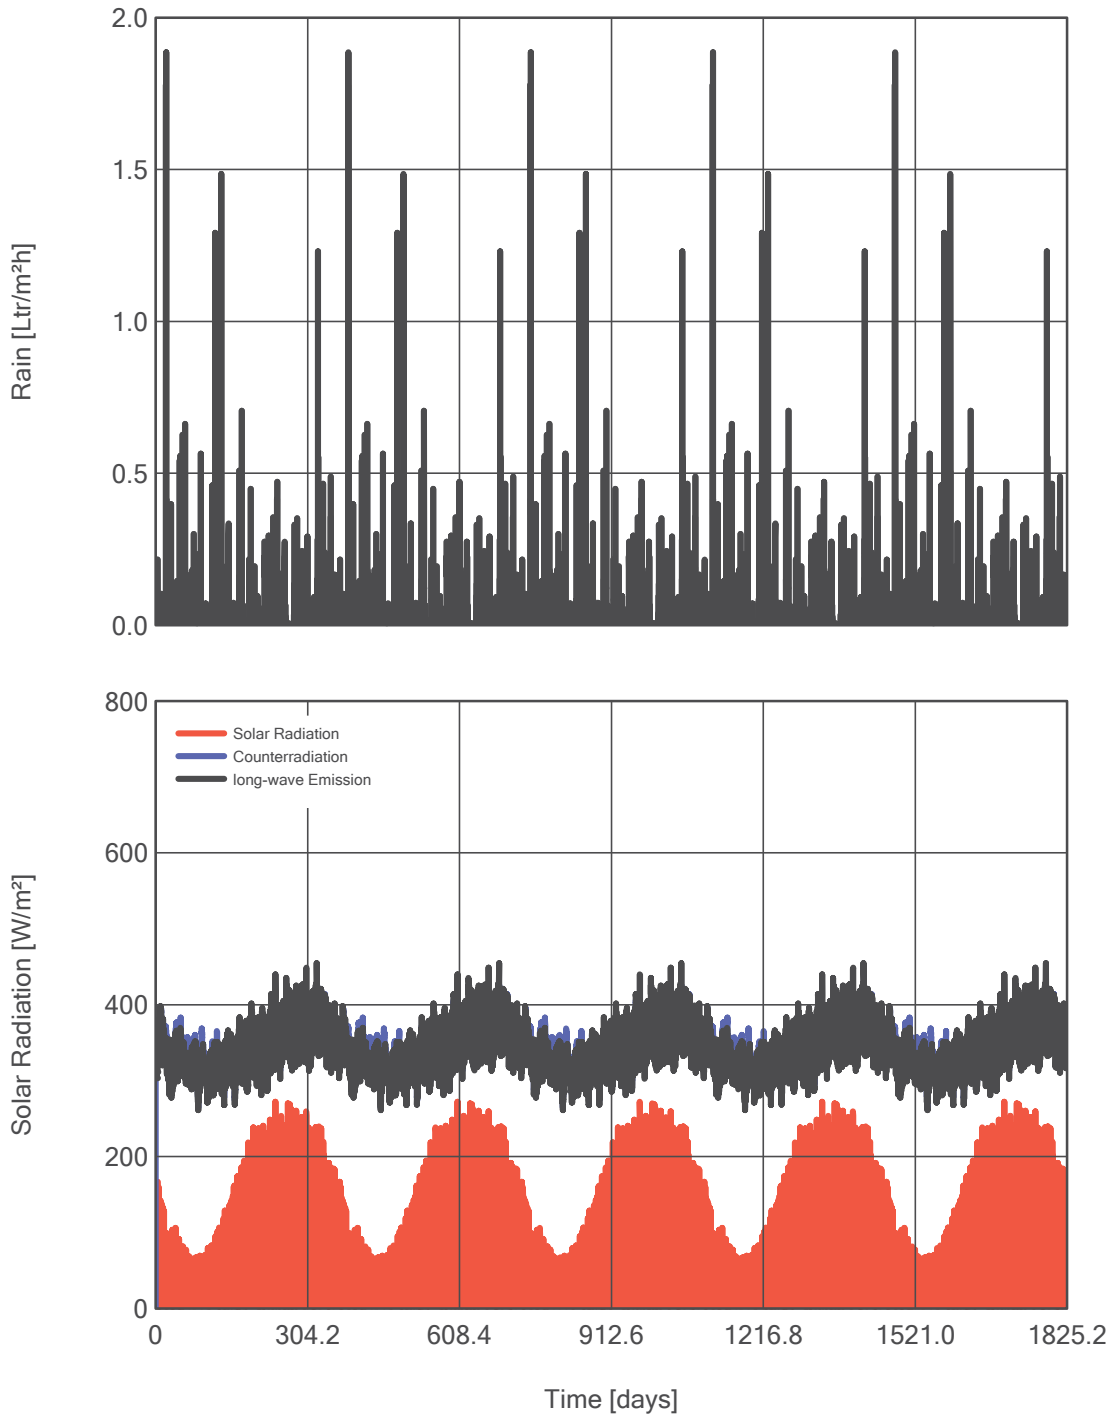 2.0
1.5
1.0
0.5
0.0
Rain [Ltr/m²h]
800
600
400
200
0
Solar Radiation [W/m²]
Solar Radiation
Counterradiation
long-wave Emission
0 304.2 608.4 912.6 1216.8 1521.0 1825.2
Time [days]